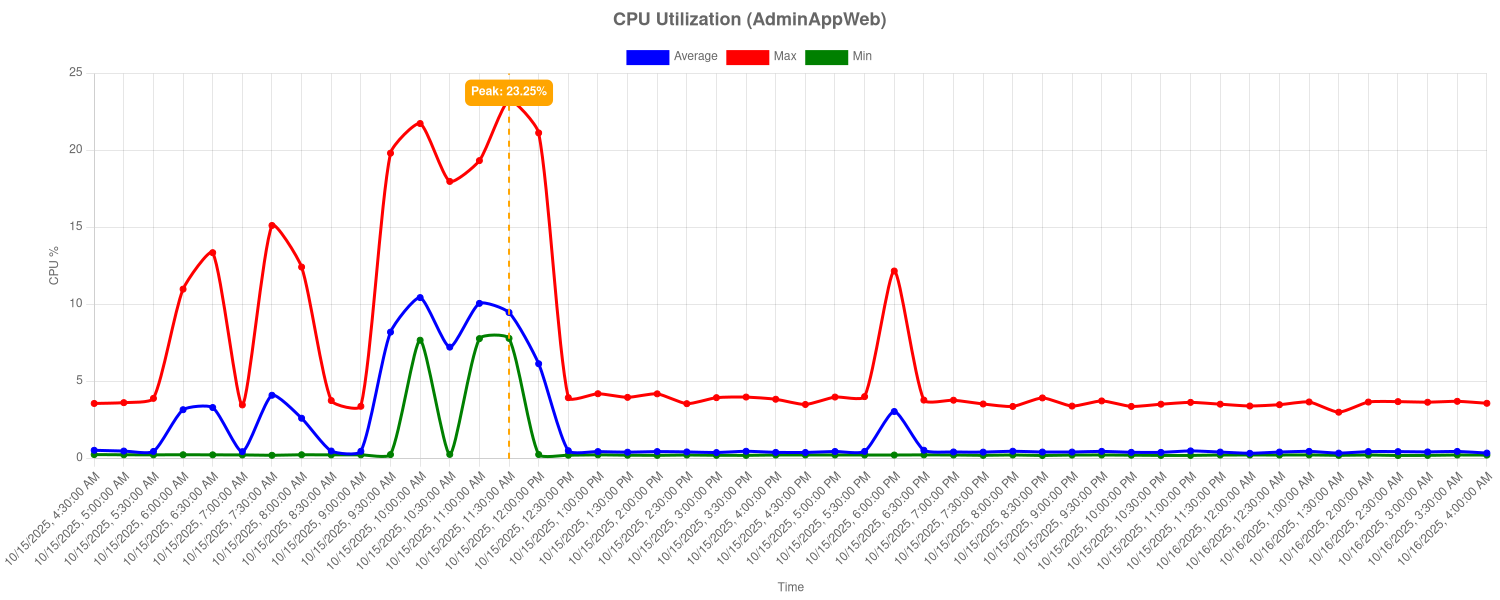 CPU Utilization (AdminAppWeb)
Average Max Min
25
Peak: 23.25%
20
15
CPU %
10
5
0
10/15/2025, 4:30:00 AM
10/15/2025, 5:00:00 AM
10/15/2025, 5:30:00 AM
10/15/2025, 6:00:00 AM
10/15/2025, 6:30:00 AM
10/15/2025, 7:00:00 AM
10/15/2025, 7:30:00 AM
10/15/2025, 8:00:00 AM
10/15/2025, 8:30:00 AM
10/15/2025, 9:00:00 AM
10/15/2025, 9:30:00 AM
10/15/2025, 10:00:00 AM
10/15/2025, 10:30:00 AM
10/15/2025, 11:00:00 AM
10/15/2025, 11:30:00 AM
10/15/2025, 12:00:00 PM
10/15/2025, 12:30:00 PM
10/15/2025, 1:00:00 PM
10/15/2025, 1:30:00 PM
10/15/2025, 2:00:00 PM
10/15/2025, 2:30:00 PM
10/15/2025, 3:00:00 PM
10/15/2025, 3:30:00 PM
10/15/2025, 4:00:00 PM
10/15/2025, 4:30:00 PM
10/15/2025, 5:00:00 PM
10/15/2025, 5:30:00 PM
10/15/2025, 6:00:00 PM
10/15/2025, 6:30:00 PM
10/15/2025, 7:00:00 PM
10/15/2025, 7:30:00 PM
10/15/2025, 8:00:00 PM
10/15/2025, 8:30:00 PM
10/15/2025, 9:00:00 PM
10/15/2025, 9:30:00 PM
10/15/2025, 10:00:00 PM
10/15/2025, 10:30:00 PM
10/15/2025, 11:00:00 PM
10/15/2025, 11:30:00 PM
10/16/2025, 12:00:00 AM
10/16/2025, 12:30:00 AM
10/16/2025, 1:00:00 AM
10/16/2025, 1:30:00 AM
10/16/2025, 2:00:00 AM
10/16/2025, 2:30:00 AM
10/16/2025, 3:00:00 AM
10/16/2025, 3:30:00 AM
10/16/2025, 4:00:00 AM
Time